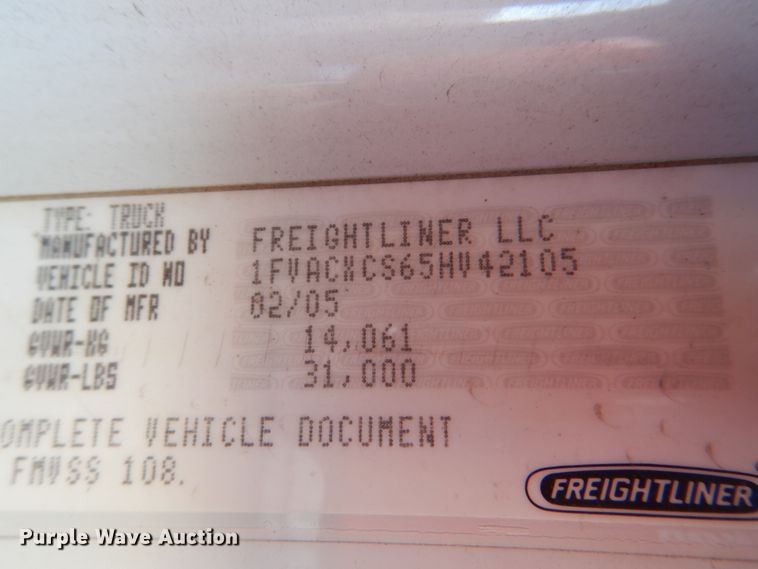 TYPE: TRUCK
MANUFACTURED BY FREIGHTLINER LLC
VEHICLE ID NO 1FVACXCS65HV42105
DATE OF MFR 02/05
GVWR-KG 14,061
GVWR-LBS 31,000
OMPLETE VEHICLE DOCUMENT
FMVSS 108.
FREIGHTLINER
Purple Wave Auction